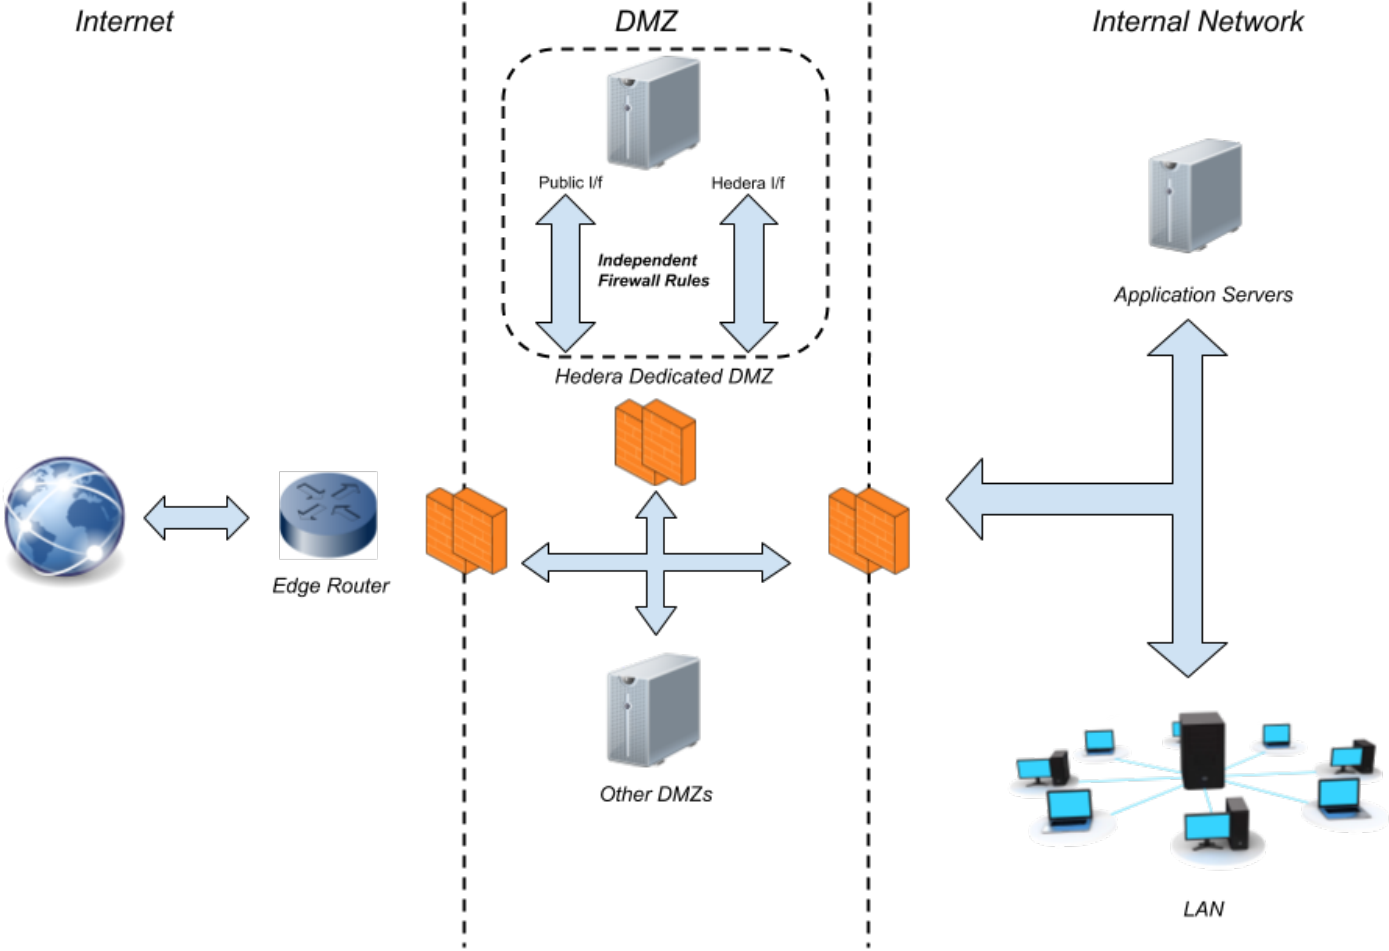 Internet
DMZ
Internal Network
Public I/f
Hedera I/f
Independent
Firewall Rules
Hedera Dedicated DMZ
Application Servers
Edge Router
Other DMZs
LAN